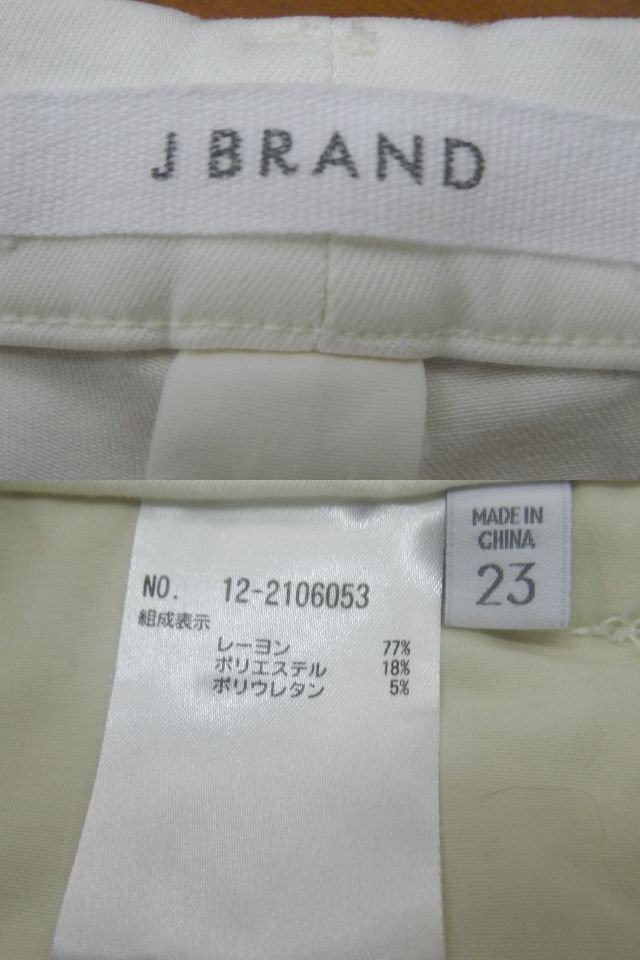 J BRAND
MADE IN
CHINA
23
NO. 12-2106053
組成表示
レーヨン 77%
ポリエステル 18%
ポリウレタン 5%